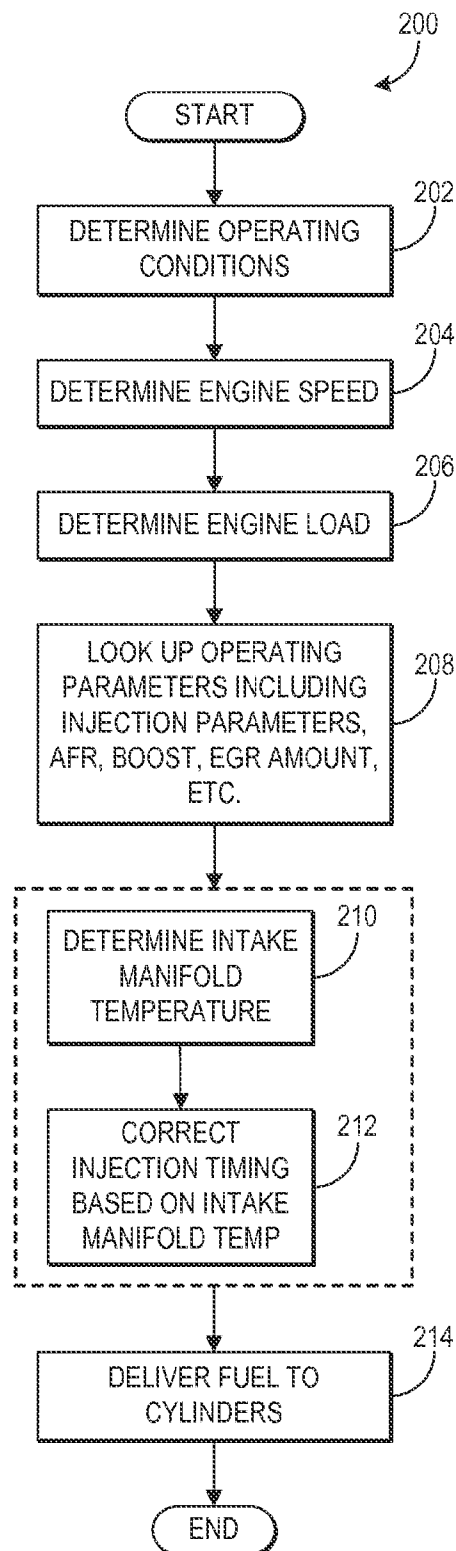 200
START
202
DETERMINE OPERATING
CONDITIONS
204
DETERMINE ENGINE SPEED
206
DETERMINE ENGINE LOAD
208
LOOK UP OPERATING
PARAMETERS INCLUDING
INJECTION PARAMETERS,
AFR, BOOST, EGR AMOUNT,
ETC.
210
DETERMINE INTAKE
MANIFOLD
TEMPERATURE
212
CORRECT
INJECTION TIMING
BASED ON INTAKE
MANIFOLD TEMP
214
DELIVER FUEL TO
CYLINDERS
END